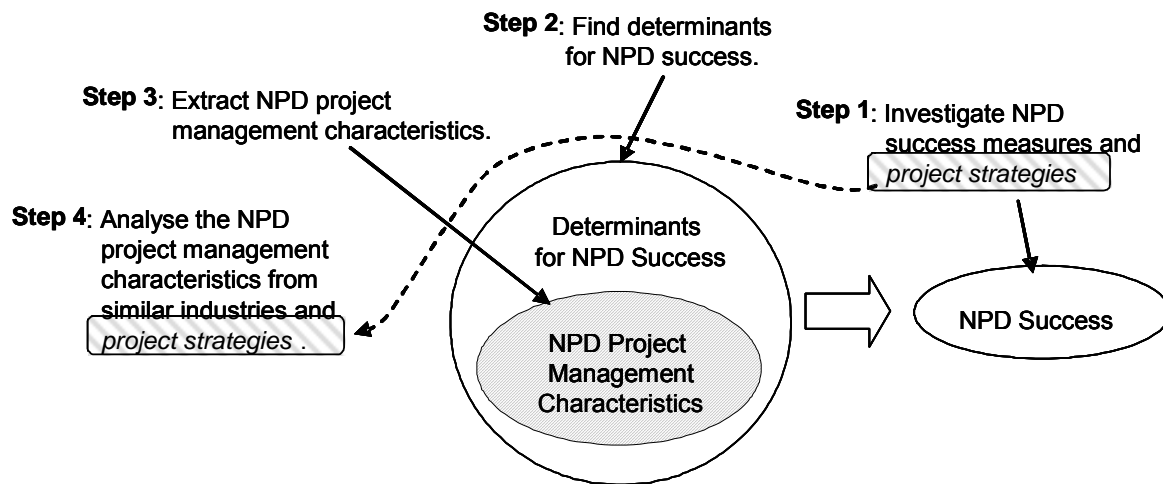 Step 2: Find determinants
for NPD success.
Step 3: Extract NPD project
management characteristics.
Step 1: Investigate NPD
success measures and
project strategies
Step 4: Analyse the NPD
project management
characteristics from
similar industries and
project strategies .
Determinants
for NPD Success
NPD Project
Management
Characteristics
NPD Success